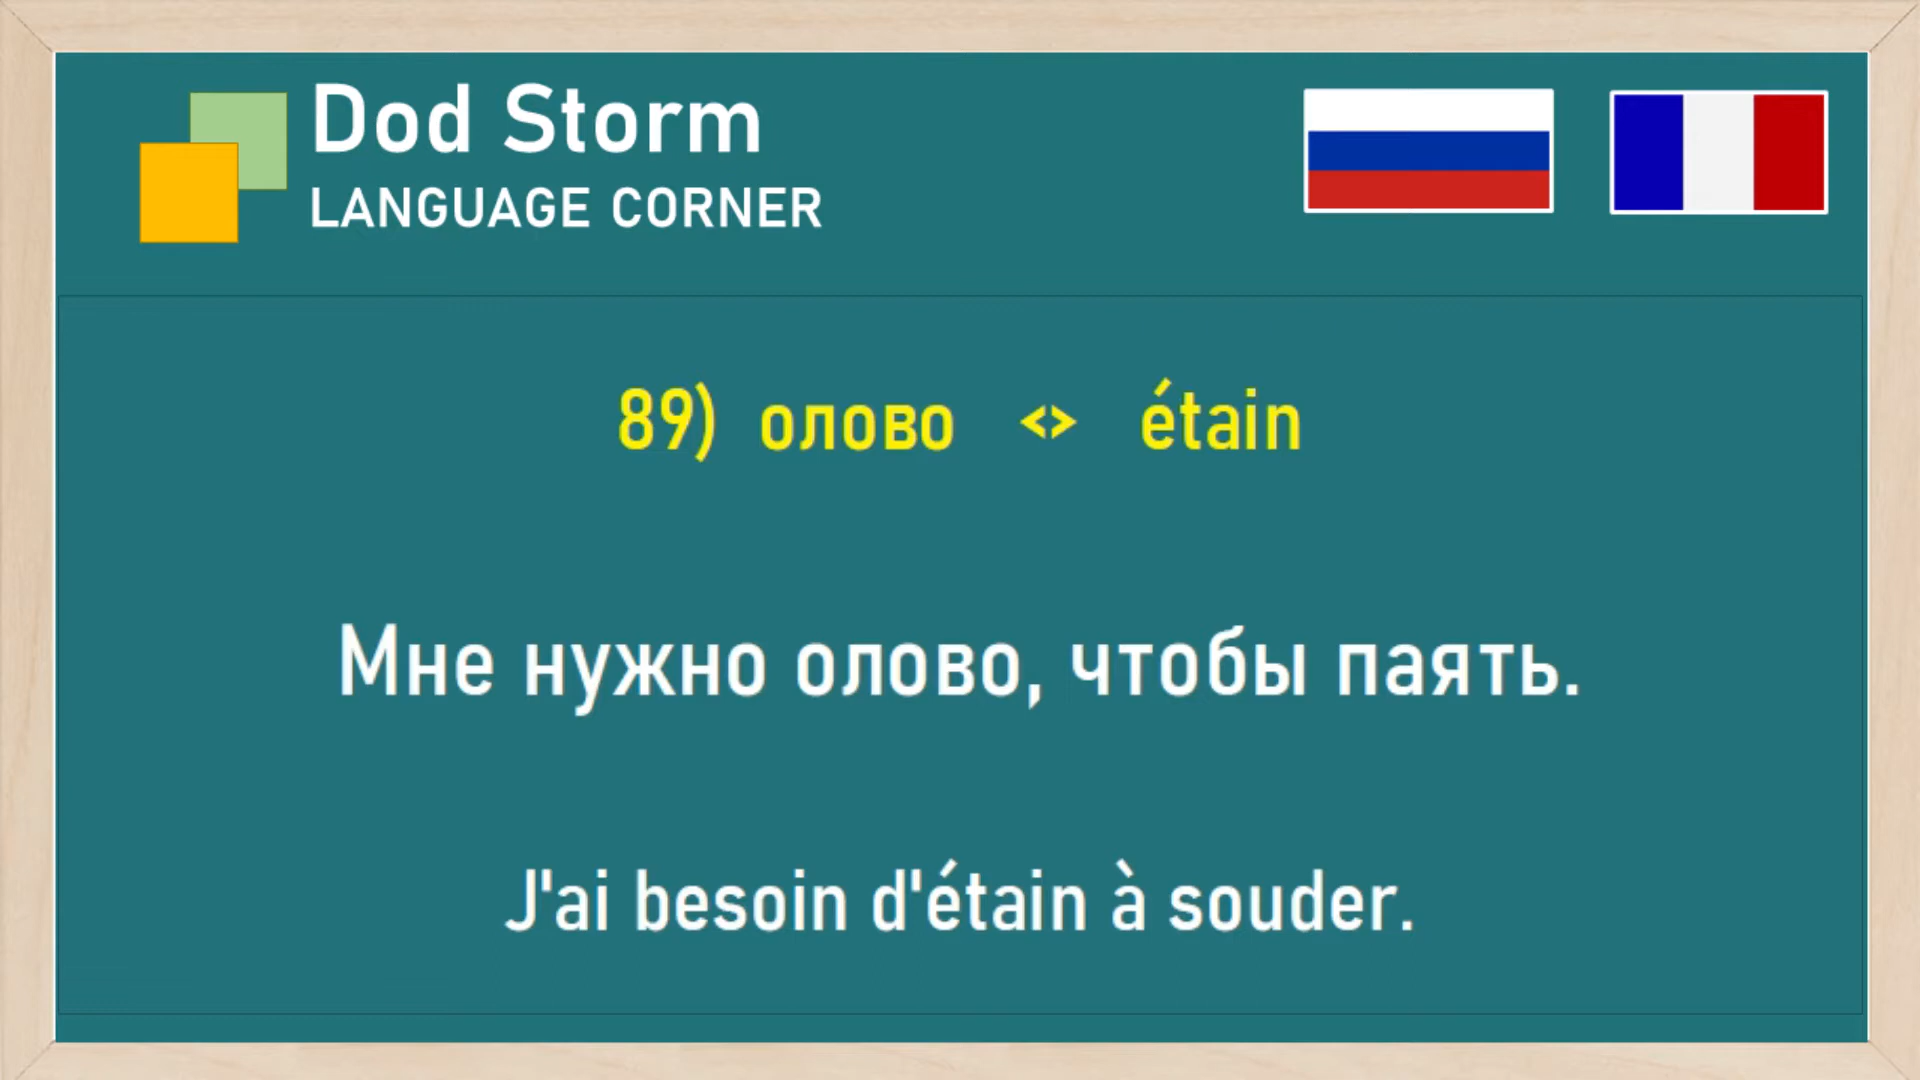 Dod Storm
LANGUAGE CORNER
89) олово <> étain
Мне нужно олово, чтобы паять.
J'ai besoin d'étain à souder.